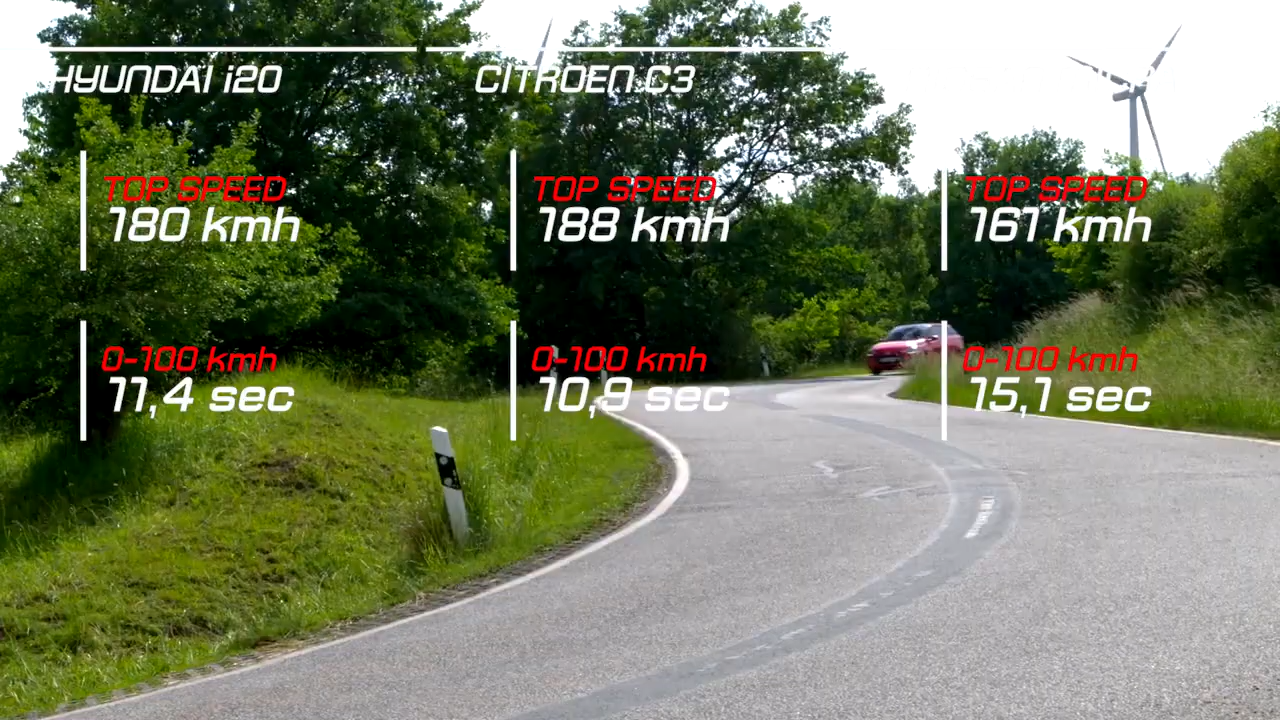 HYUNDAI i20
CITROEN C3
TOP SPEED
180 kmh
TOP SPEED
188 kmh
TOP SPEED
161 kmh
0-100 kmh
11,4 sec
0-100 kmh
10,9 sec
0-100 kmh
15,1 sec